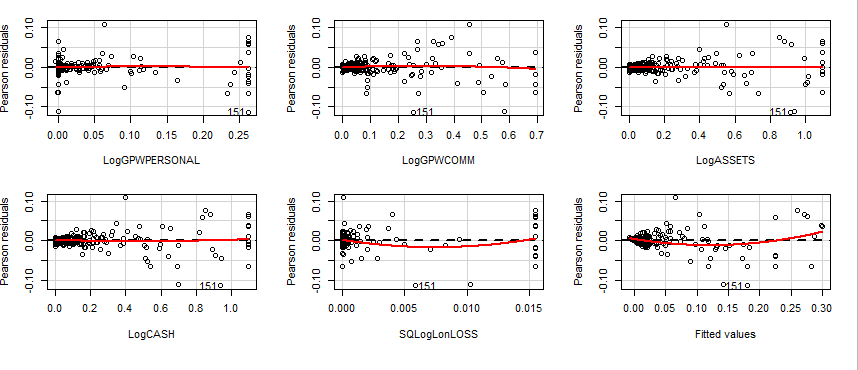 Pearson residuals
-0.10 0.00 0.10
151
0.00 0.05 0.10 0.15 0.20 0.25
LogGPWPERSONAL
Pearson residuals
-0.10 0.00 0.10
151
0.0 0.1 0.2 0.3 0.4 0.5 0.6 0.7
LogGPWCOMM
Pearson residuals
-0.10 0.00 0.10
151
0.0 0.2 0.4 0.6 0.8 1.0
LogASSETS
Pearson residuals
-0.10 0.00 0.10
151
0.0 0.2 0.4 0.6 0.8 1.0
LogCASH
Pearson residuals
-0.10 0.00 0.10
151
0.000 0.005 0.010 0.015
SQLogLonLOSS
Pearson residuals
-0.10 0.00 0.10
151
0.00 0.05 0.10 0.15 0.20 0.25 0.30
Fitted values